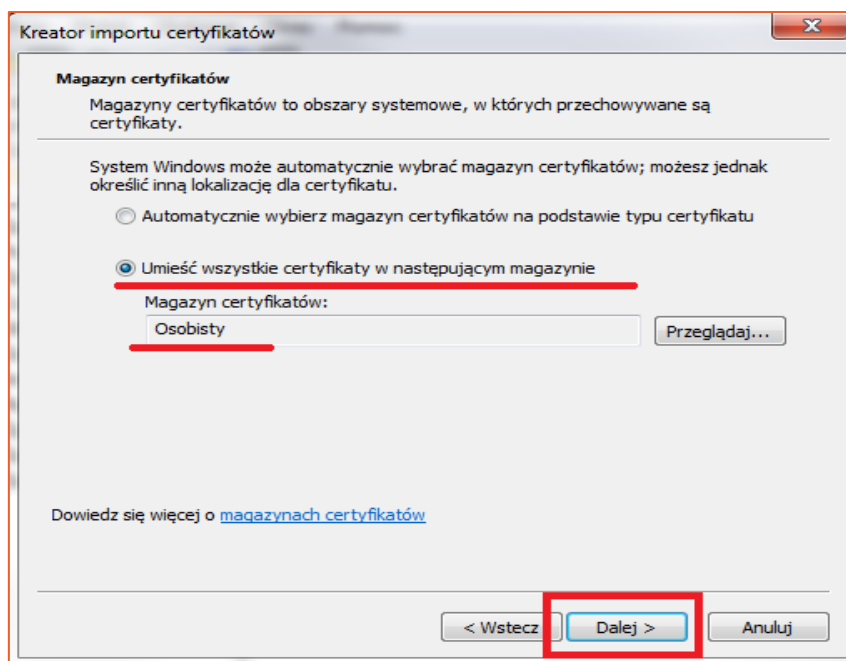 Kreator importu certyfikatów
Magazyn certyfikatów
Magazyny certyfikatów to obszary systemowe, w których przechowywane są
certyfikaty.
System Windows może automatycznie wybrać magazyn certyfikatów; możesz jednak
określić inną lokalizację dla certyfikatu.
Automatycznie wybierz magazyn certyfikatów na podstawie typu certyfikatu
Umieść wszystkie certyfikaty w następującym magazynie
Magazyn certyfikatów:
Osobisty
Przeglądaj...
Dowiedz się więcej o magazynach certyfikatów
< Wstecz
Dalej >
Anuluj